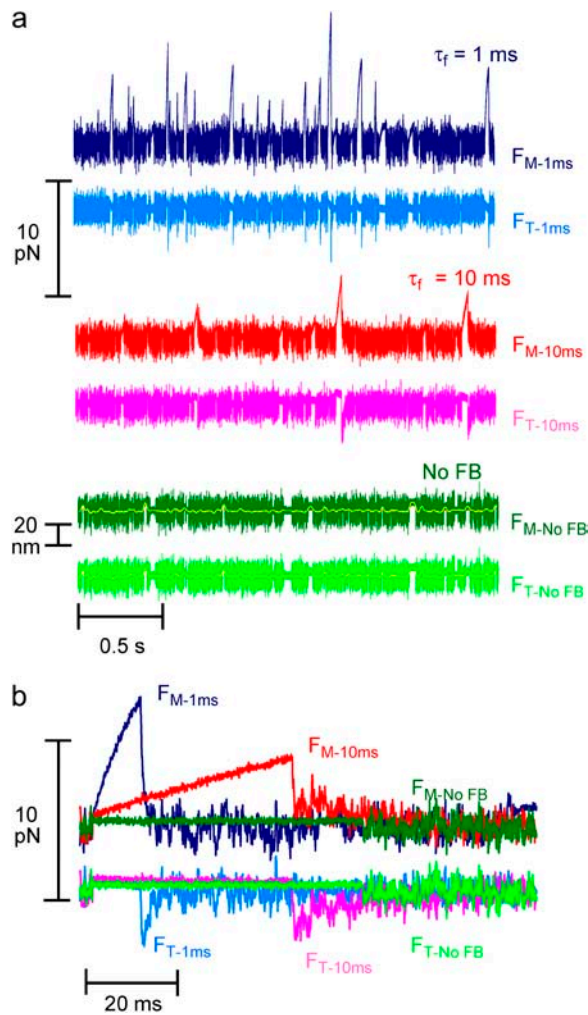 a
τf = 1 ms
FM-1ms
FT-1ms
10
pN
τf = 10 ms
FM-10ms
FT-10ms
No FB
FM-No FB
20
nm
FT-No FB
0.5 s
b
FM-1ms
FM-10ms
FM-No FB
10
pN
FT-1ms
FT-10ms
FT-No FB
20 ms